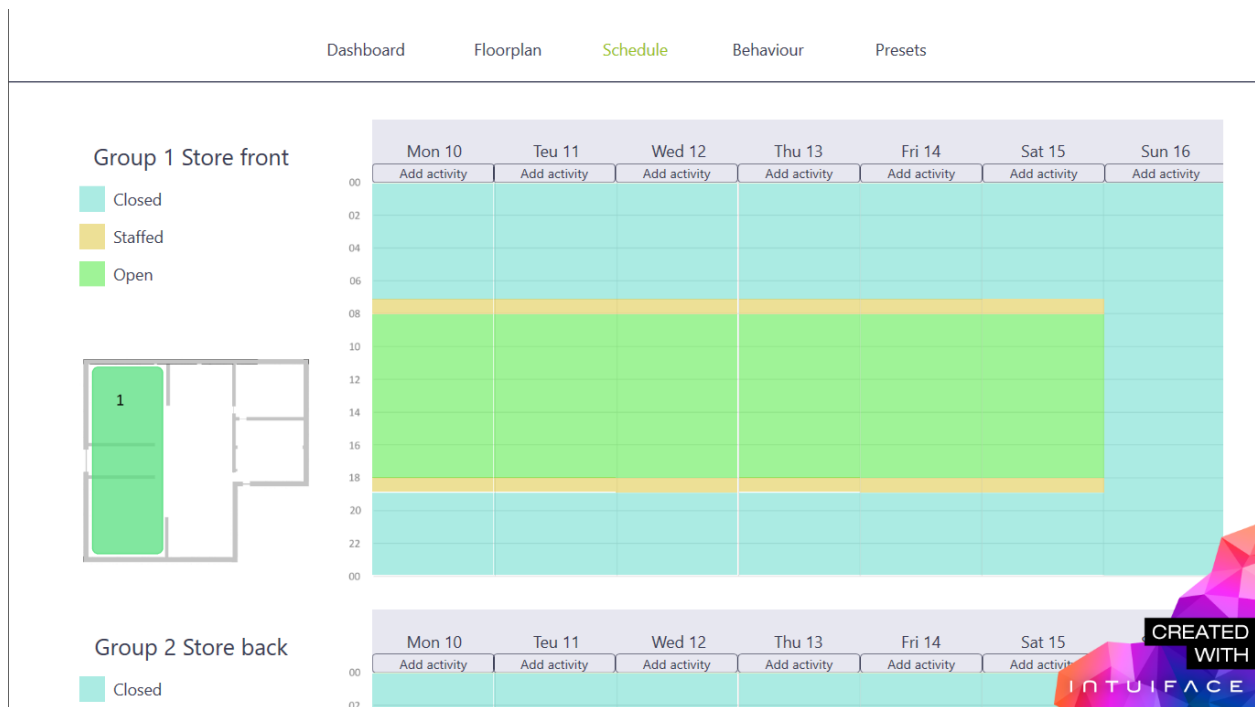 Dashboard Floorplan Schedule Behaviour Presets
Group 1 Store front
Closed
Staffed
Open
1
Mon 10 Teu 11 Wed 12 Thu 13 Fri 14 Sat 15 Sun 16
Add activity Add activity Add activity Add activity Add activity Add activity Add activity
00
02
04
06
08
10
12
14
16
18
20
22
00
Group 2 Store back
Closed
Mon 10 Teu 11 Wed 12 Thu 13 Fri 14 Sat 15
Add activity Add activity Add activity Add activity Add activity Add
00
02
CREATED
WITH
INTUIFACE